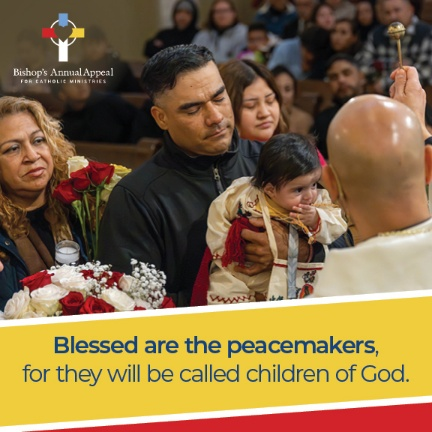 Bishop's Annual Appeal
FOR CATHOLIC MINISTRIES
Blessed are the peacemakers,
for they will be called children of God.